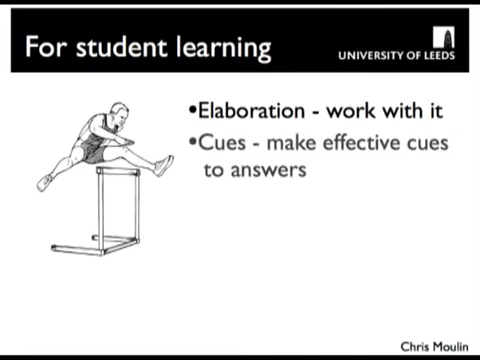 For student learning
UNIVERSITY OF LEEDS
•Elaboration - work with it
•Cues - make effective cues
to answers
Chris Moulin